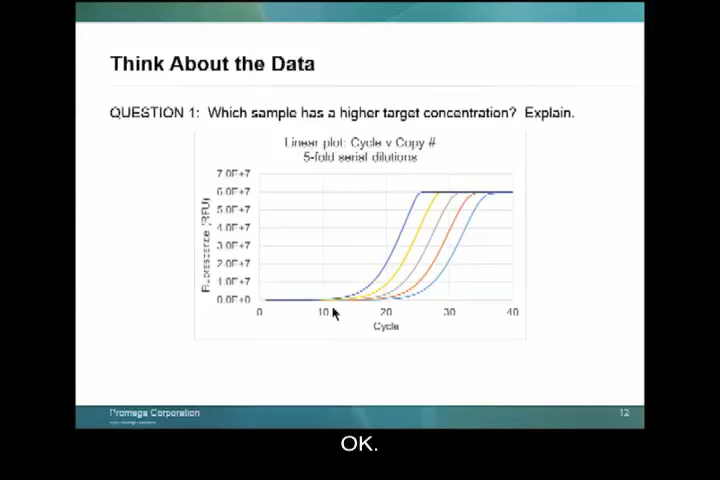 Think About the Data
QUESTION 1: Which sample has a higher target concentration? Explain.
Linear plot: Cycle v Copy #
5-fold serial dilutions
Fluorescence (RFU)
7.0E+7
6.0E+7
5.0E+7
4.0E+7
3.0E+7
2.0E+7
1.0E+7
0.0E+0
0 10 20 30 40
Cycle
Promega Corporation
12
OK.